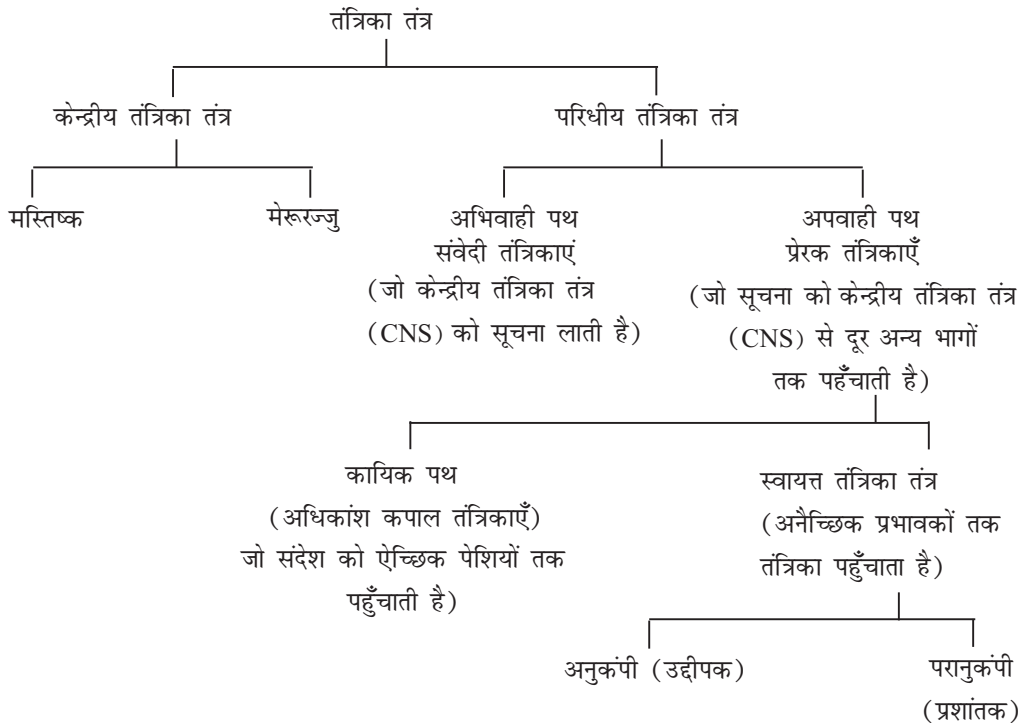 तंत्रिका तंत्र
केन्द्रीय तंत्रिका तंत्र
परिधीय तंत्रिका तंत्र
मस्तिष्क
मेरूरज्जु
अभिवाही पथ
संवेदी तंत्रिकाएं
(जो केन्द्रीय तंत्रिका तंत्र
(CNS) को सूचना लाती है)
अपवाही पथ
प्रेरक तंत्रिकाएँ
(जो सूचना को केन्द्रीय तंत्रिका तंत्र
(CNS) से दूर अन्य भागों
तक पहँचाती है)
कायिक पथ
(अधिकांश कपाल तंत्रिकाएँ)
जो संदेश को ऐच्छिक पेशियों तक
पहुँचाती है)
स्वायत्त तंत्रिका तंत्र
(अनैच्छिक प्रभावकों तक
तंत्रिका पहुँचाता है)
अनुकंपी (उद्दीपक)
परानुकंपी
(प्रशांतक)